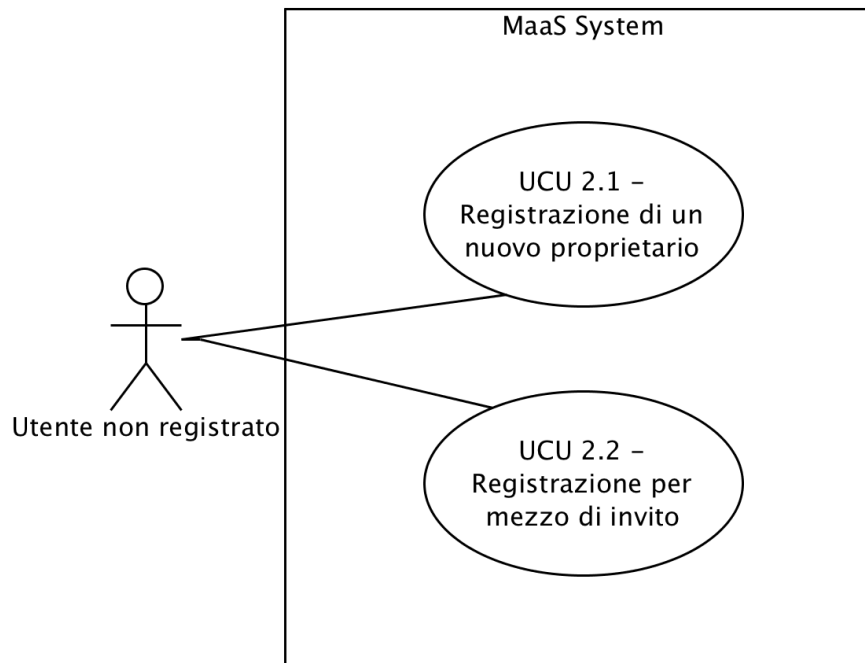 MaaS System
UCU 2.1 –
Registrazione di un
nuovo proprietario
Utente non registrato
UCU 2.2 –
Registrazione per
mezzo di invito